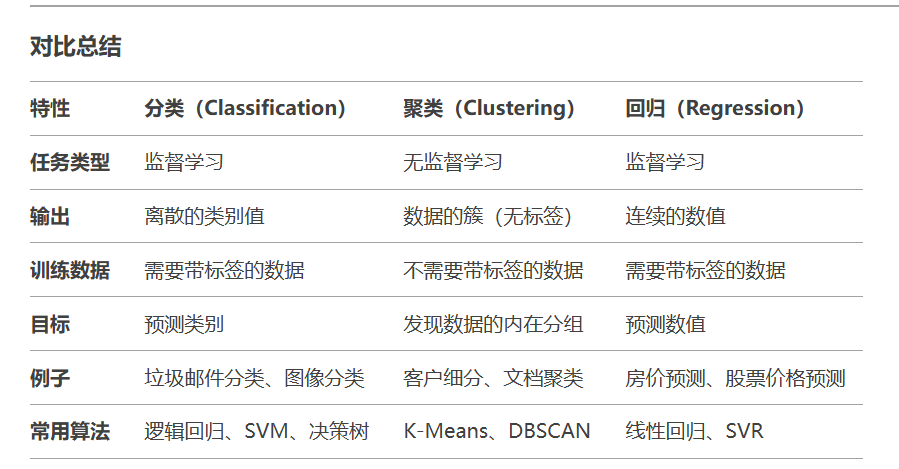 对比总结
特性 分类（Classification） 聚类（Clustering） 回归（Regression）
任务类型 监督学习 无监督学习 监督学习
输出 离散的类别值 数据的簇（无标签） 连续的数值
训练数据 需要带标签的数据 不需要带标签的数据 需要带标签的数据
目标 预测类别 发现数据的内在分组 预测数值
例子 垃圾邮件分类、图像分类 客户细分、文档聚类 房价预测、股票价格预测
常用算法 逻辑回归、SVM、决策树 K-Means、DBSCAN 线性回归、SVR